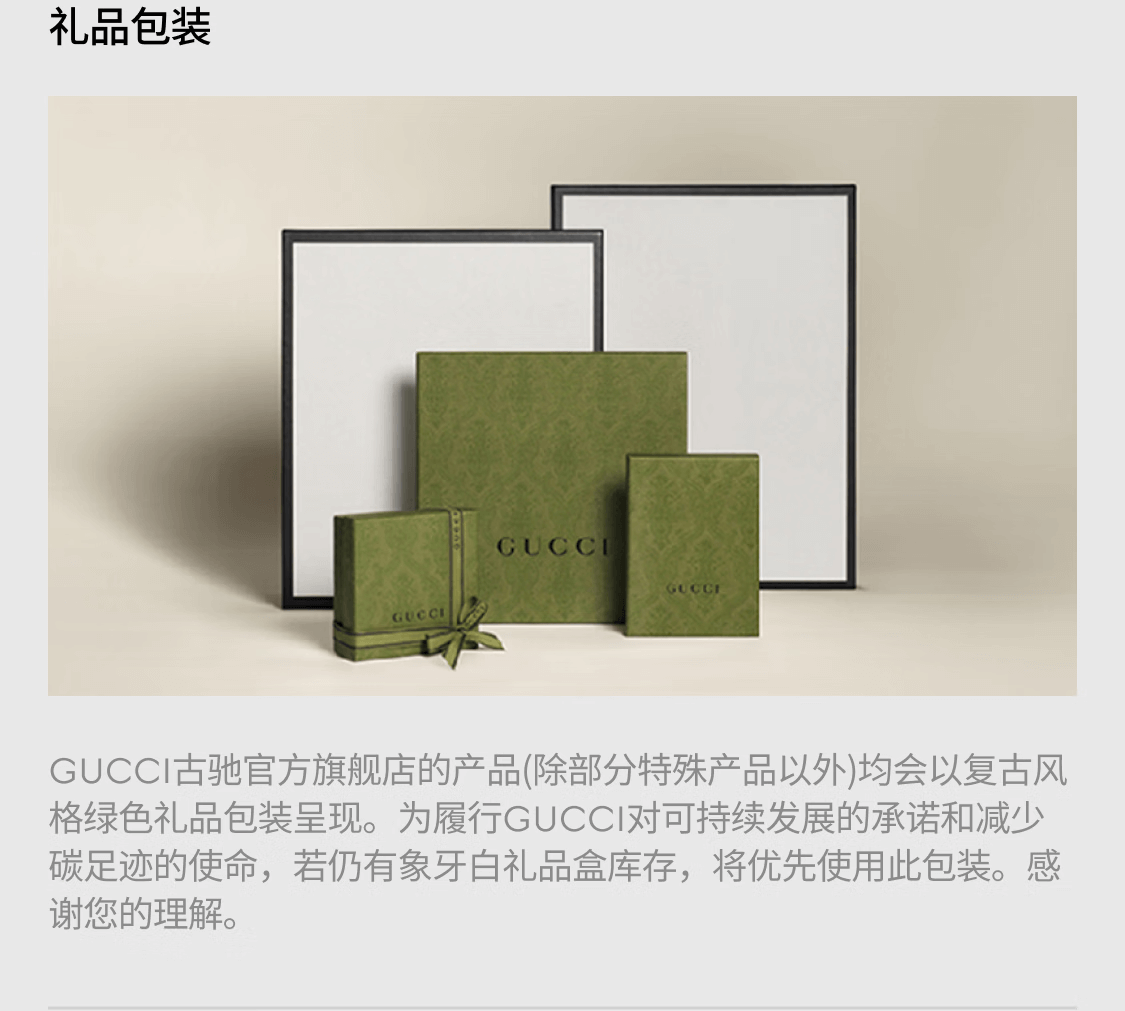 礼品包装
GUCCI
GUCCI
GUCCI
GUCCI古驰官方旗舰店的产品(除部分特殊产品以外)均会以复古风
格绿色礼品包装呈现。为履行GUCCI对可持续发展的承诺和减少
碳足迹的使命，若仍有象牙白礼品盒库存，将优先使用此包装。感
谢您的理解。